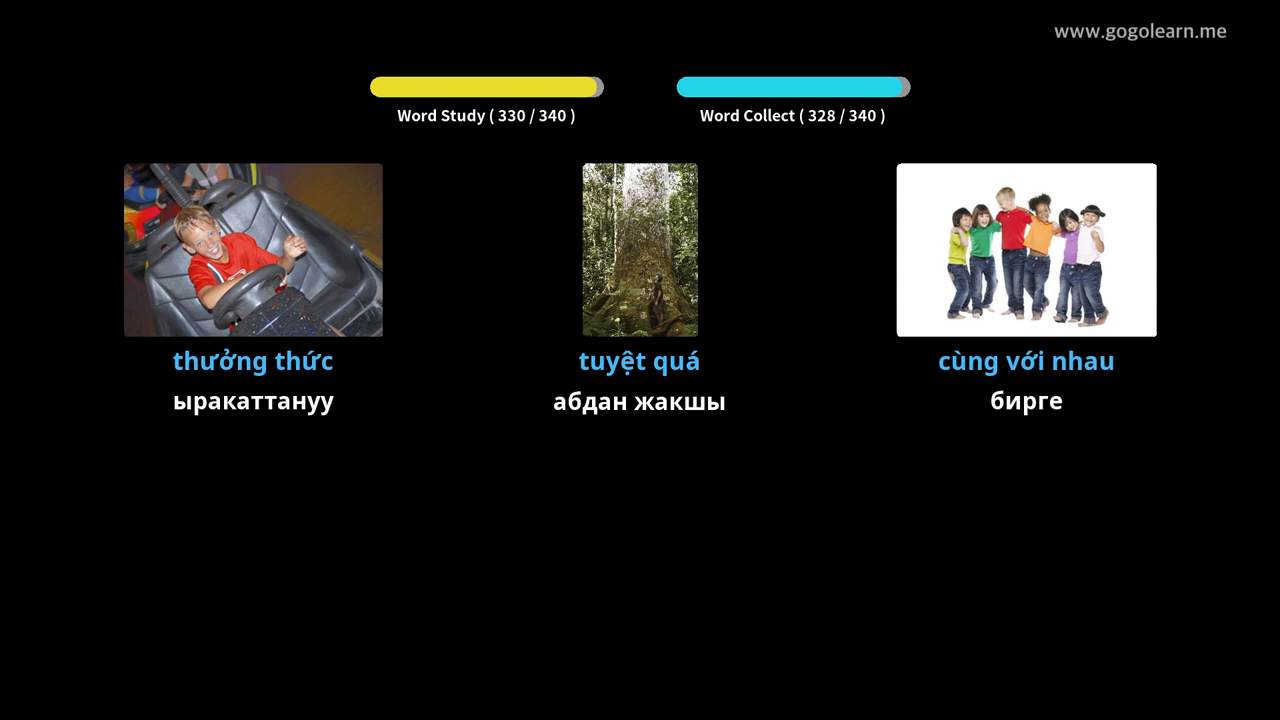 www.gogolearn.me
Word Study ( 330 / 340 )
Word Collect ( 328 / 340 )
thưởng thức
tuyệt quá
cùng với nhau
ыракаттануу
абдан жакшы
бирге